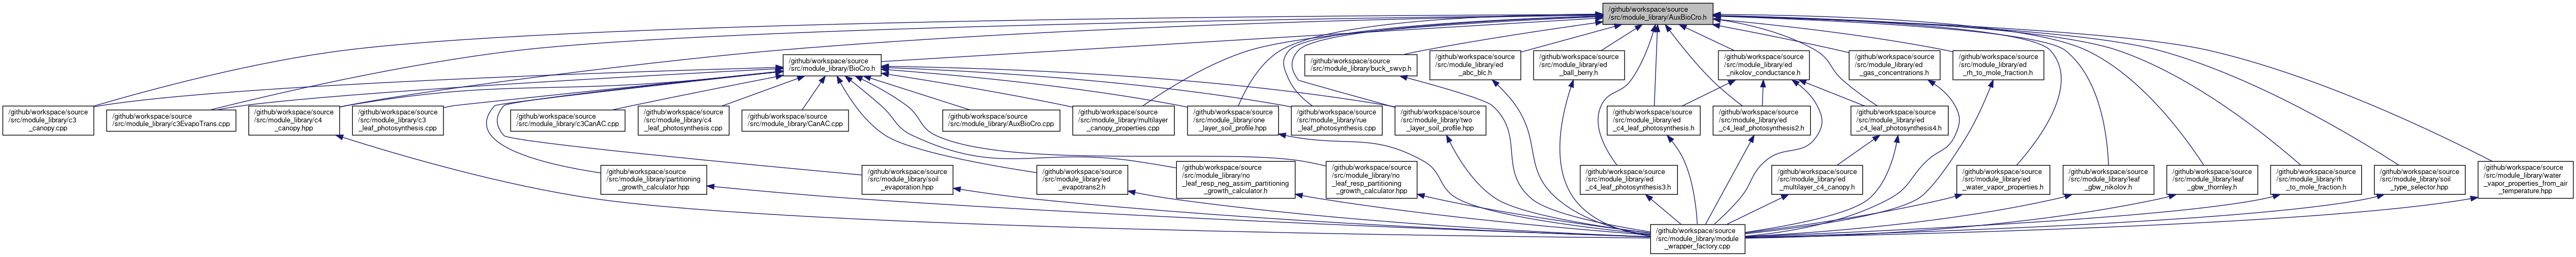 /github/workspace/source
/src/module_library/AuxBioCro.h
/github/workspace/source
/src/module_library/BioCro.h
/github/workspace/source
/src/module_library/buck_swvp.h
/github/workspace/source
/src/module_library/ed
_abc_blc.h
/github/workspace/source
/src/module_library/ed
_ball_berry.h
/github/workspace/source
/src/module_library/ed
_nikolov_conductance.h
/github/workspace/source
/src/module_library/ed
_gas_concentrations.h
/github/workspace/source
/src/module_library/ed
_rh_to_mole_fraction.h
/github/workspace/source
/src/module_library/c3
_canopy.cpp
/github/workspace/source
/src/module_library/c3EvapoTrans.cpp
/github/workspace/source
/src/module_library/c4
_canopy.hpp
/github/workspace/source
/src/module_library/c3
_leaf_photosynthesis.cpp
/github/workspace/source
/src/module_library/c3CanAC.cpp
/github/workspace/source
/src/module_library/c4
_leaf_photosynthesis.cpp
/github/workspace/source
/src/module_library/CanAC.cpp
/github/workspace/source
/src/module_library/AuxBioCro.cpp
/github/workspace/source
/src/module_library/multilayer
_canopy_properties.cpp
/github/workspace/source
/src/module_library/one
_layer_soil_profile.hpp
/github/workspace/source
/src/module_library/rue
_leaf_photosynthesis.cpp
/github/workspace/source
/src/module_library/two
_layer_soil_profile.hpp
/github/workspace/source
/src/module_library/ed
_c4_leaf_photosynthesis.h
/github/workspace/source
/src/module_library/ed
_c4_leaf_photosynthesis2.h
/github/workspace/source
/src/module_library/ed
_c4_leaf_photosynthesis4.h
/github/workspace/source
/src/module_library/partitioning
_growth_calculator.hpp
/github/workspace/source
/src/module_library/soil
_evaporation.hpp
/github/workspace/source
/src/module_library/ed
_evapotrans2.h
/github/workspace/source
/src/module_library/no
_leaf_resp_neg_assim_partitioning
_growth_calculator.h
/github/workspace/source
/src/module_library/no
_leaf_resp_partitioning
_growth_calculator.hpp
/github/workspace/source
/src/module_library/ed
_c4_leaf_photosynthesis3.h
/github/workspace/source
/src/module_library/ed
_multilayer_c4_canopy.h
/github/workspace/source
/src/module_library/ed
_water_vapor_properties.h
/github/workspace/source
/src/module_library/leaf
_gbw_nikolov.h
/github/workspace/source
/src/module_library/leaf
_gbw_thornley.h
/github/workspace/source
/src/module_library/rh
_to_mole_fraction.h
/github/workspace/source
/src/module_library/soil
_type_selector.hpp
/github/workspace/source
/src/module_library/water
_vapor_properties_from_air
_temperature.hpp
/github/workspace/source
/src/module_library/module
_wrapper_factory.cpp